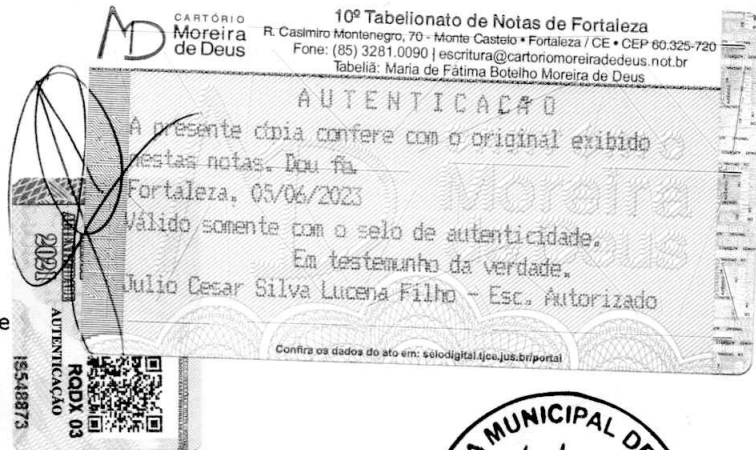 CARTÓRIO
Moreira
de Deus
10º Tabelionato de Notas de Fortaleza
R. Casimiro Montenegro, 70 - Monte Castelo • Fortaleza / CE • CEP 60.325-720
Fone: (85) 3281.0090 | escritura@cartoriomoreiradedeus.not.br
Tabeliã: Maria de Fátima Botelho Moreira de Deus
AUTENTICAÇÃO
A presente cópia confere com o original exibido
nestas notas. Dou fé.
Fortaleza, 05/06/2023
Válido somente com o selo de autenticidade.
Em testemunho da verdade.
Julio Cesar Silva Lucena Filho - Esc. Autorizado
Confira os dados do ato em: selodigital.tjce.jus.br/portal
e
2021
AUTENTICAÇÃO
RQDX 03
IS548873
MUNICIPAL DE